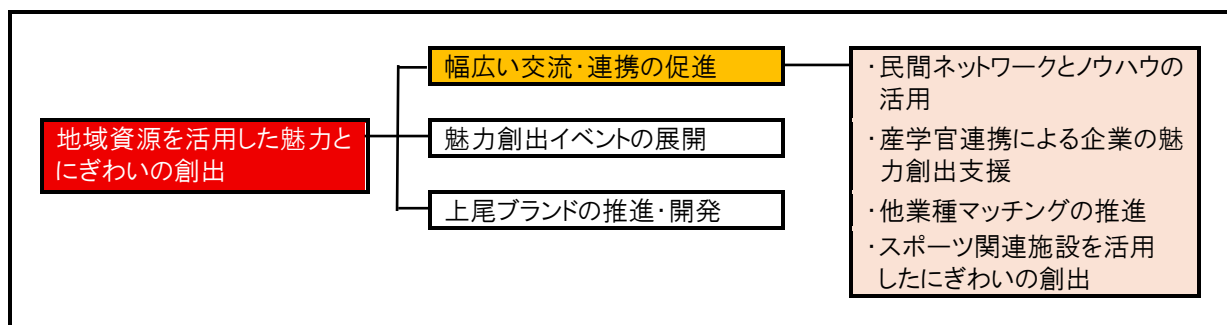 地域資源を活用した魅力と
にぎわいの創出
幅広い交流・連携の促進
魅力創出イベントの展開
上尾ブランドの推進・開発
・民間ネットワークとノウハウの
活用
・産学官連携による企業の魅
力創出支援
・他業種マッチングの推進
・スポーツ関連施設を活用
したにぎわいの創出